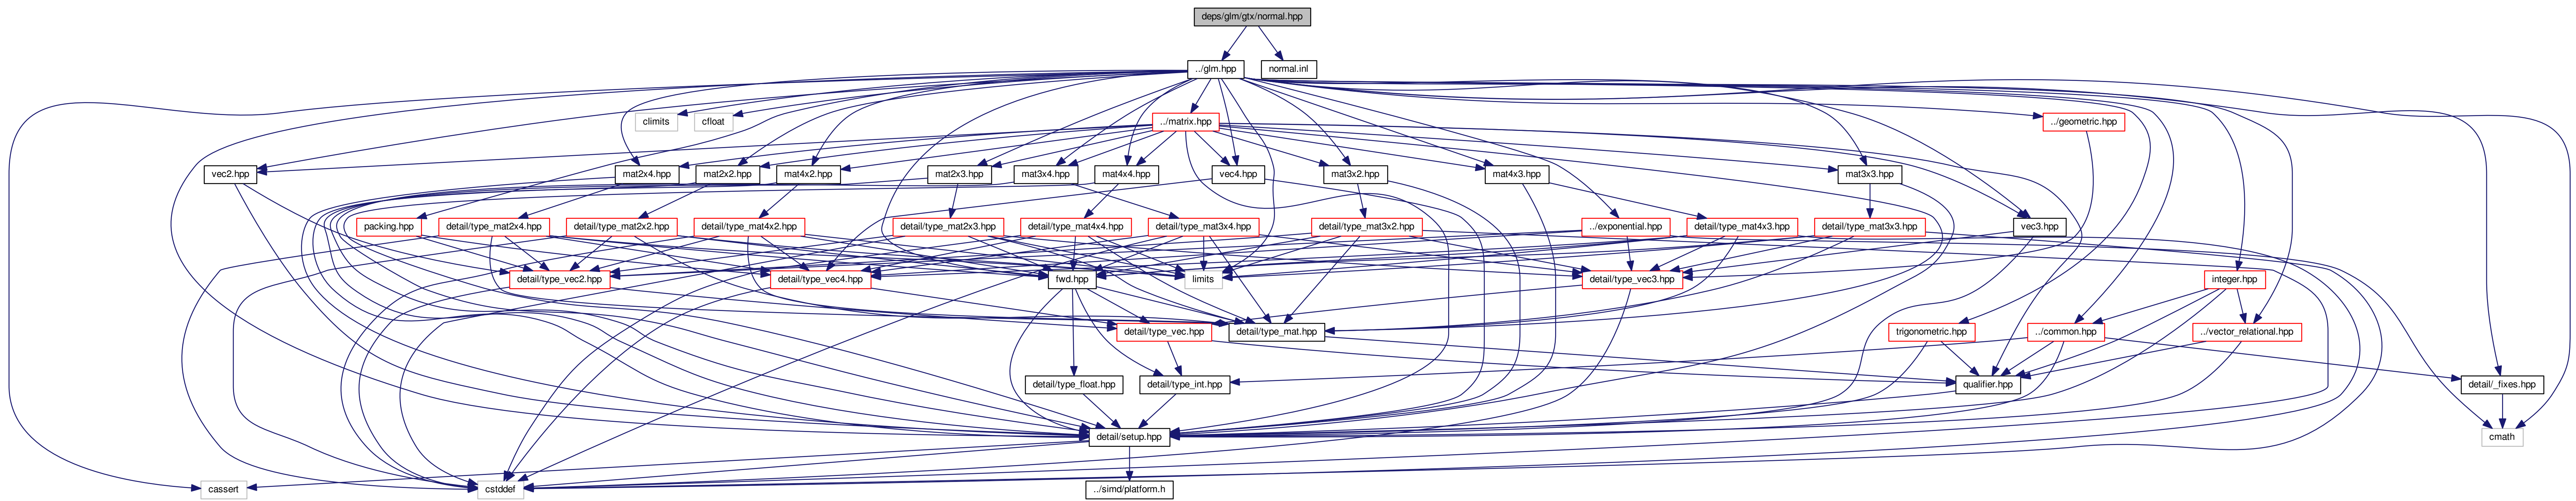 deps/glm/gtx/normal.hpp
../glm.hpp
normal.inl
climits
cfloat
../matrix.hpp
../geometric.hpp
vec2.hpp
mat2x4.hpp
mat2x2.hpp
mat4x2.hpp
mat2x3.hpp
mat3x4.hpp
mat4x4.hpp
vec4.hpp
mat3x2.hpp
mat4x3.hpp
mat3x3.hpp
packing.hpp
detail/type_mat2x4.hpp
detail/type_mat2x2.hpp
detail/type_mat4x2.hpp
detail/type_mat2x3.hpp
detail/type_mat4x4.hpp
detail/type_mat3x4.hpp
detail/type_mat3x2.hpp
../exponential.hpp
detail/type_mat4x3.hpp
detail/type_mat3x3.hpp
vec3.hpp
detail/type_vec2.hpp
detail/type_vec4.hpp
fwd.hpp
limits
detail/type_vec3.hpp
integer.hpp
detail/type_vec.hpp
detail/type_mat.hpp
trigonometric.hpp
../common.hpp
../vector_relational.hpp
detail/type_float.hpp
detail/type_int.hpp
qualifier.hpp
detail/_fixes.hpp
detail/setup.hpp
cmath
cassert
cstddef
../simd/platform.h